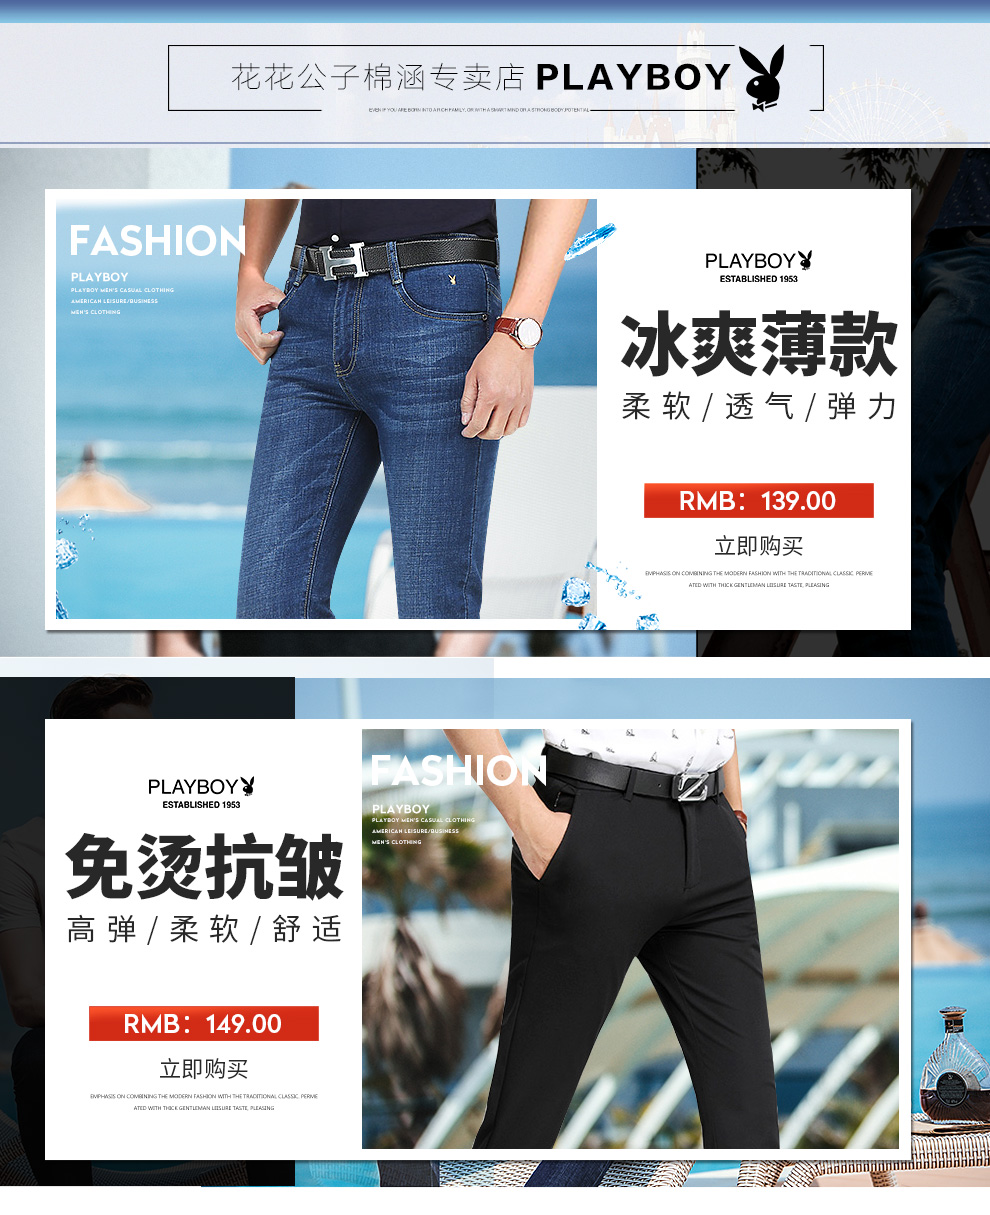 花花公子棉涵专卖店 PLAYBOY
EVEN IF YOU ARE BORN INTO A RICH FAMILY, OR WITH A SMART MIND OR A STRONG BODY,POTENTIAL
FASHION
PLAYBOY
PLAYBOY MEN'S CASUAL CLOTHING
AMERICAN LEISURE/BUSINESS
MEN'S CLOTHING
PLAYBOY
ESTABLISHED 1953
冰爽薄款
柔软/透气/弹力
RMB：139.00
立即购买
EMPHASIS ON COMBINING THE MODERN FASHION WITH THE TRADITIONAL CLASSIC PERME
ATED WITH THICK GENTLEMAN LEISURE TASTE, PLEASING
PLAYBOY
ESTABLISHED 1953
免烫抗皱
高弹/柔软/舒适
RMB：149.00
立即购买
EMPHASIS ON COMBINING THE MODERN FASHION WITH THE TRADITIONAL CLASSIC PERME
ATED WITH THICK GENTLEMAN LEISURE TASTE, PLEASING
FASHION
PLAYBOY
PLAYBOY MEN'S CASUAL CLOTHING
AMERICAN LEISURE/BUSINESS
MEN'S CLOTHING